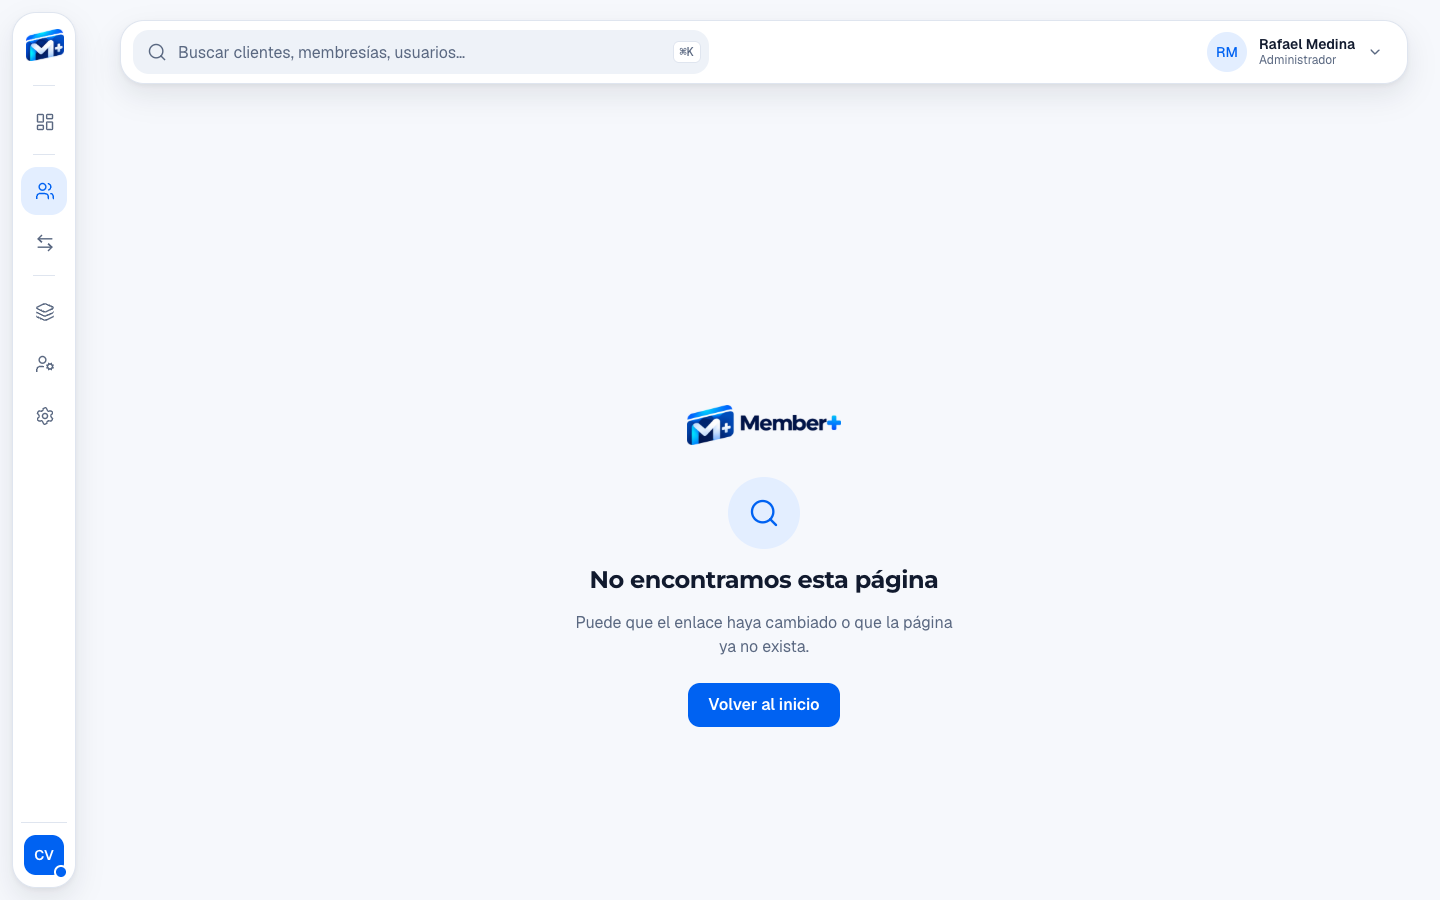 M+
Buscar clientes, membresías, usuarios...
⌘K
RM
Rafael Medina
Administrador
M+ Member+
No encontramos esta página
Puede que el enlace haya cambiado o que la página
ya no exista.
Volver al inicio
CV